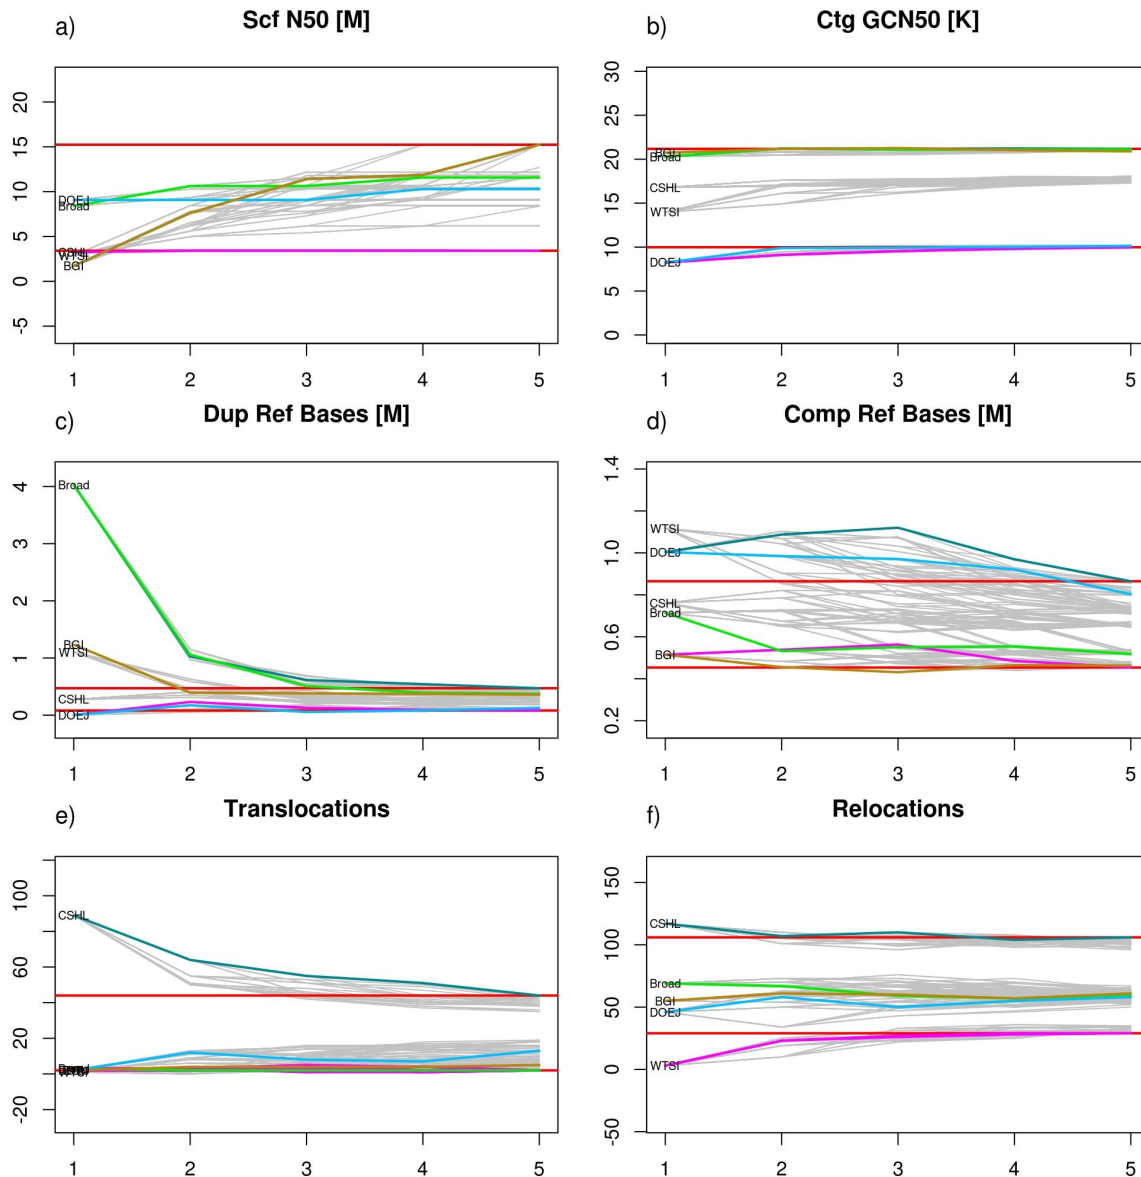 a) Scf N50 [M]
20
15
10
5
0
-5
DOEJ
Broad
CSHL
WTSI
BGI
1 2 3 4 5
b) Ctg GCN50 [K]
30
25
20
15
10
5
0
BGI
Broad
CSHL
WTSI
DOEJ
1 2 3 4 5
c) Dup Ref Bases [M]
4
3
2
1
0
Broad
BGI
WTSI
CSHL
DOEJ
1 2 3 4 5
d) Comp Ref Bases [M]
1.4
1.0
0.6
0.2
WTSI
DOEJ
CSHL
Broad
BGI
1 2 3 4 5
e) Translocations
100
60
20
-20
CSHL
Broad
WTSI
1 2 3 4 5
f) Relocations
150
100
50
0
-50
CSHL
Broad
BGI
DOEJ
WTSI
1 2 3 4 5